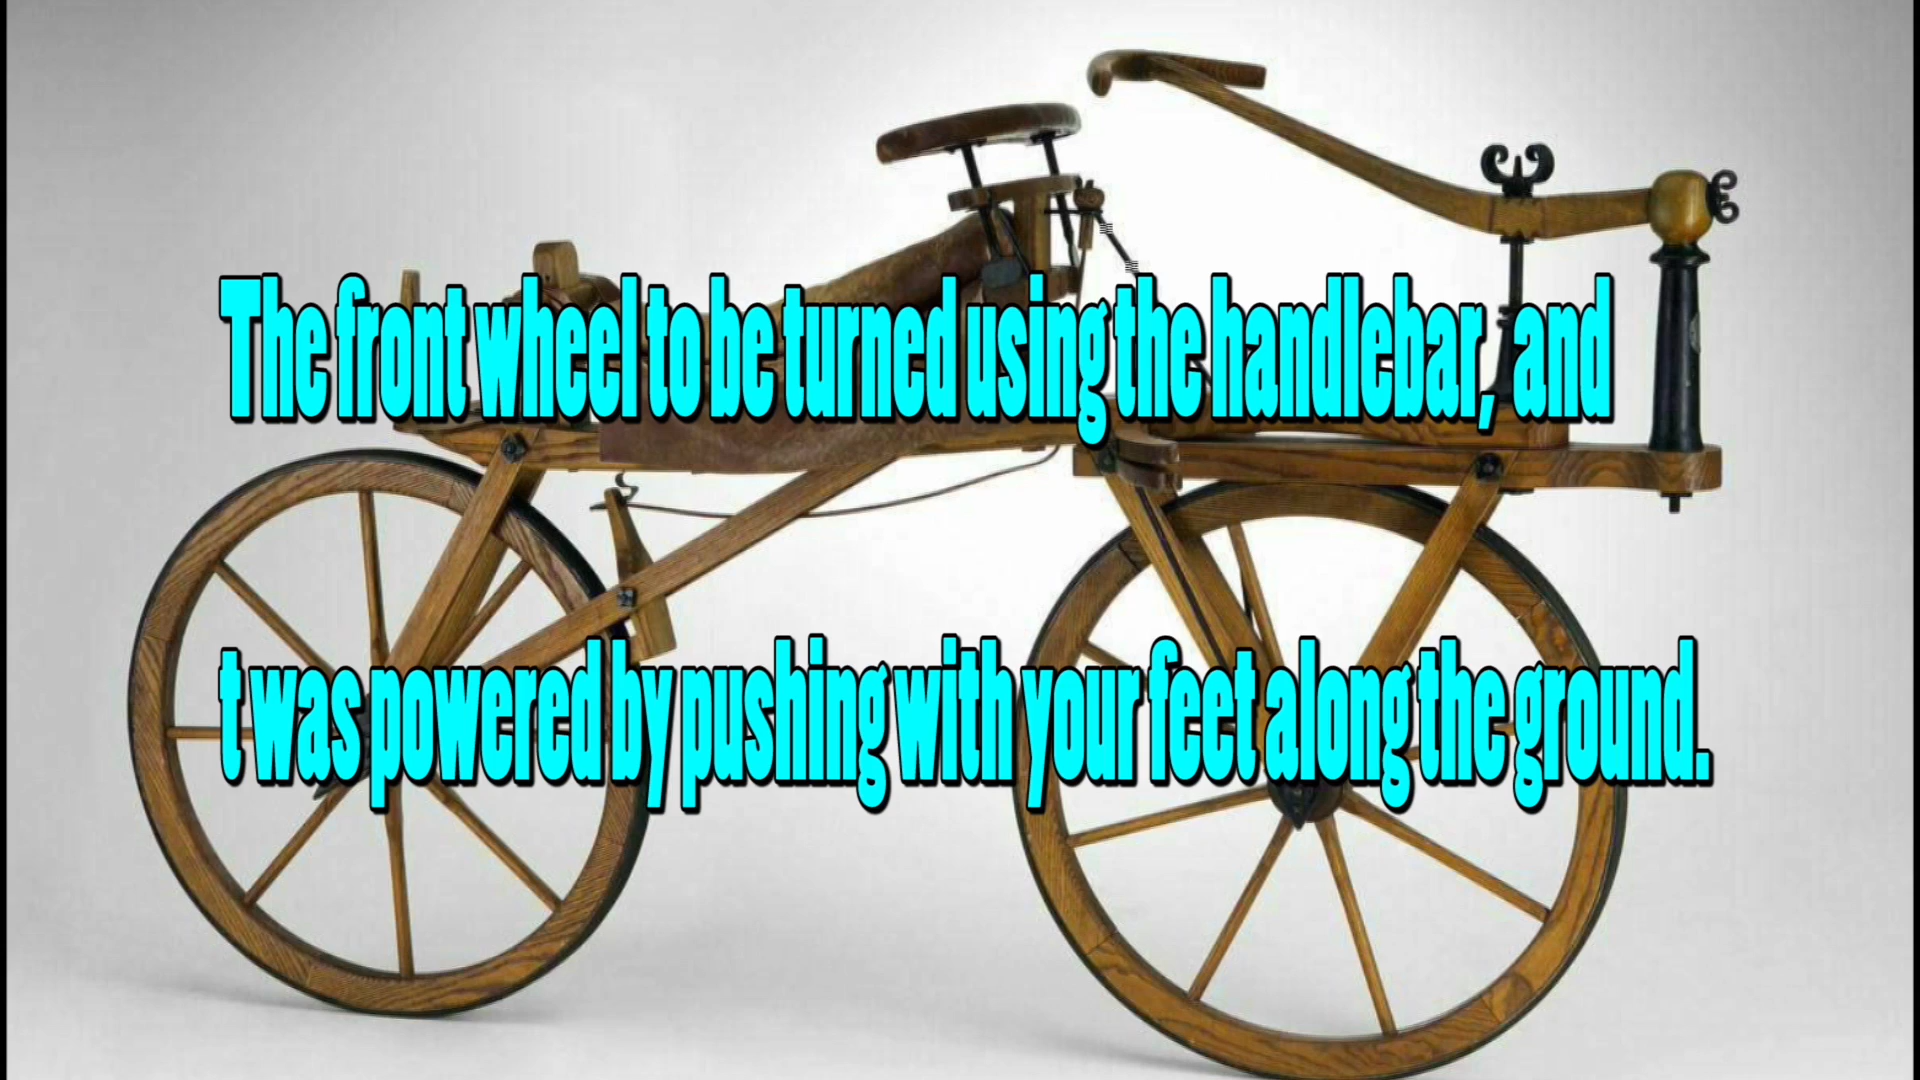 The front wheel to be turned using the handlebar, and
t was powered by pushing with your feet along the ground.